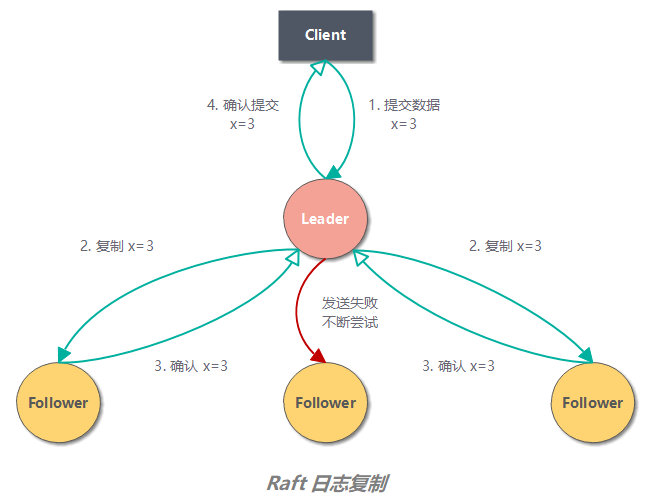 Client
4. 确认提交
x=3
1. 提交数据
x=3
Leader
2. 复制 x=3
2. 复制 x=3
发送失败
不断尝试
3. 确认 x=3
3. 确认 x=3
Follower
Follower
Follower
Raft 日志复制